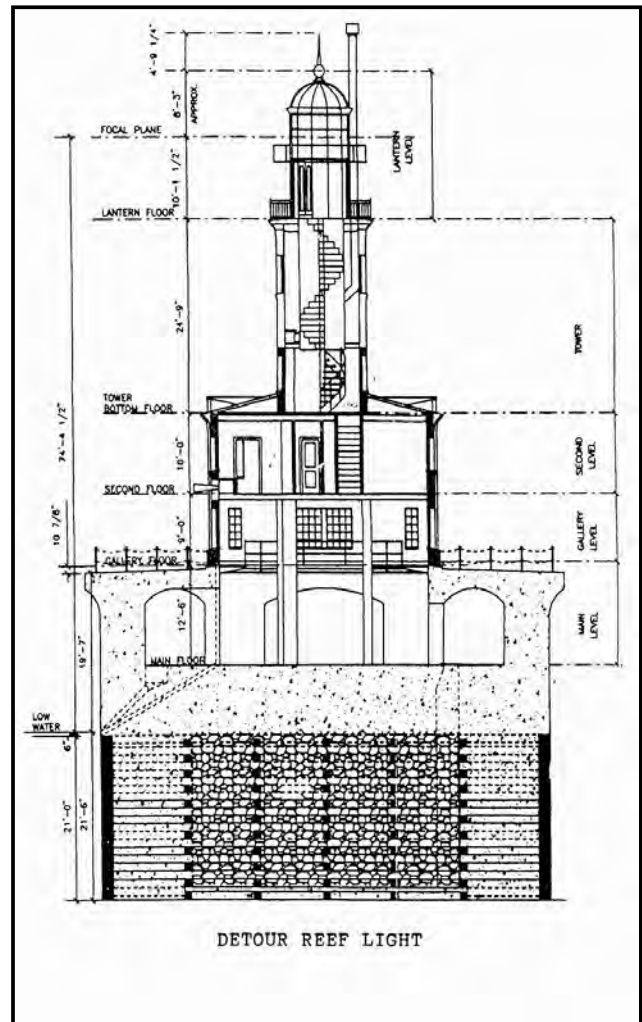 4'-9 1/4"
8'-3"
APPROX.
FOCAL PLANE
LANTERN
LEVEL
10'-1 1/2"
LANTERN FLOOR
24'-9"
TOWER
TOWER
BOTTOM FLOOR
74'-4 1/2"
10'-0"
SECOND
LEVEL
SECOND FLOOR
10 7/8"
9'-0"
GALLERY
LEVEL
GALLERY FLOOR
12'-6"
MAIN
LEVEL
19'-7"
MAIN FLOOR
LOW
WATER
6"
21'-0"
21'-6"
DETOUR REEF LIGHT